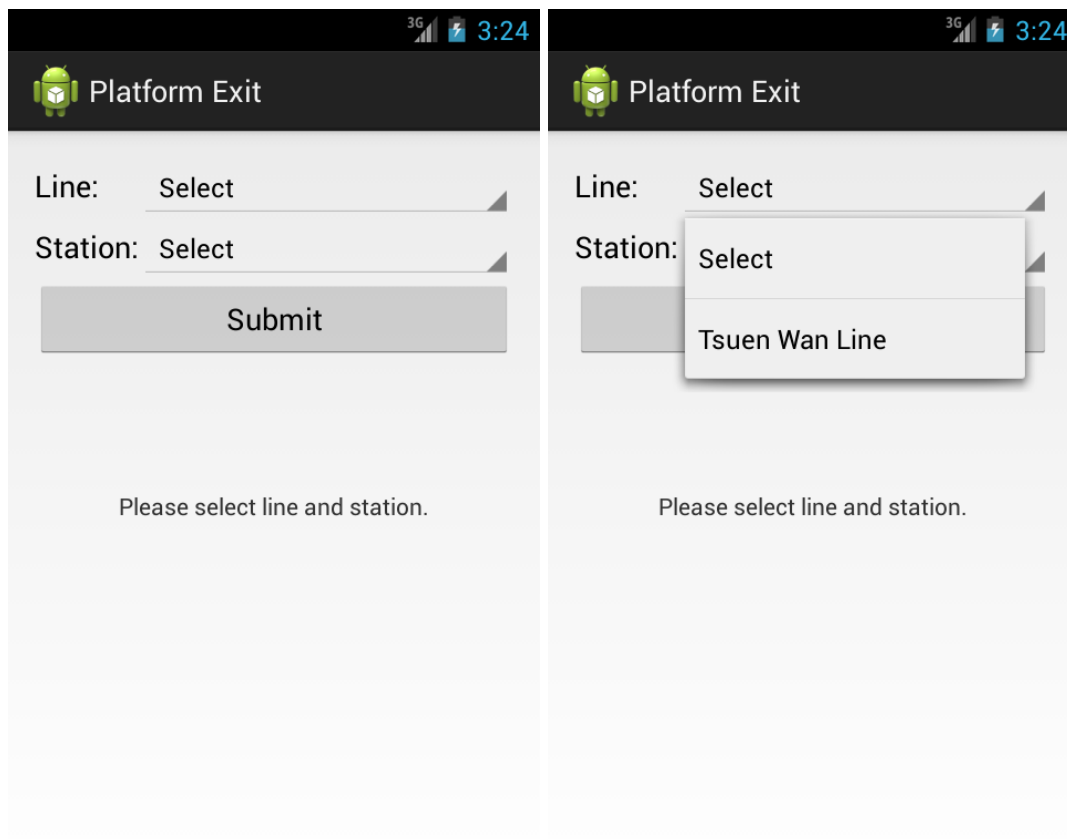 3G 3:24
Platform Exit
Line: Select
Station: Select
Submit
Please select line and station.
3G 3:24
Platform Exit
Line: Select
Station:
Select
Tsuen Wan Line
Please select line and station.